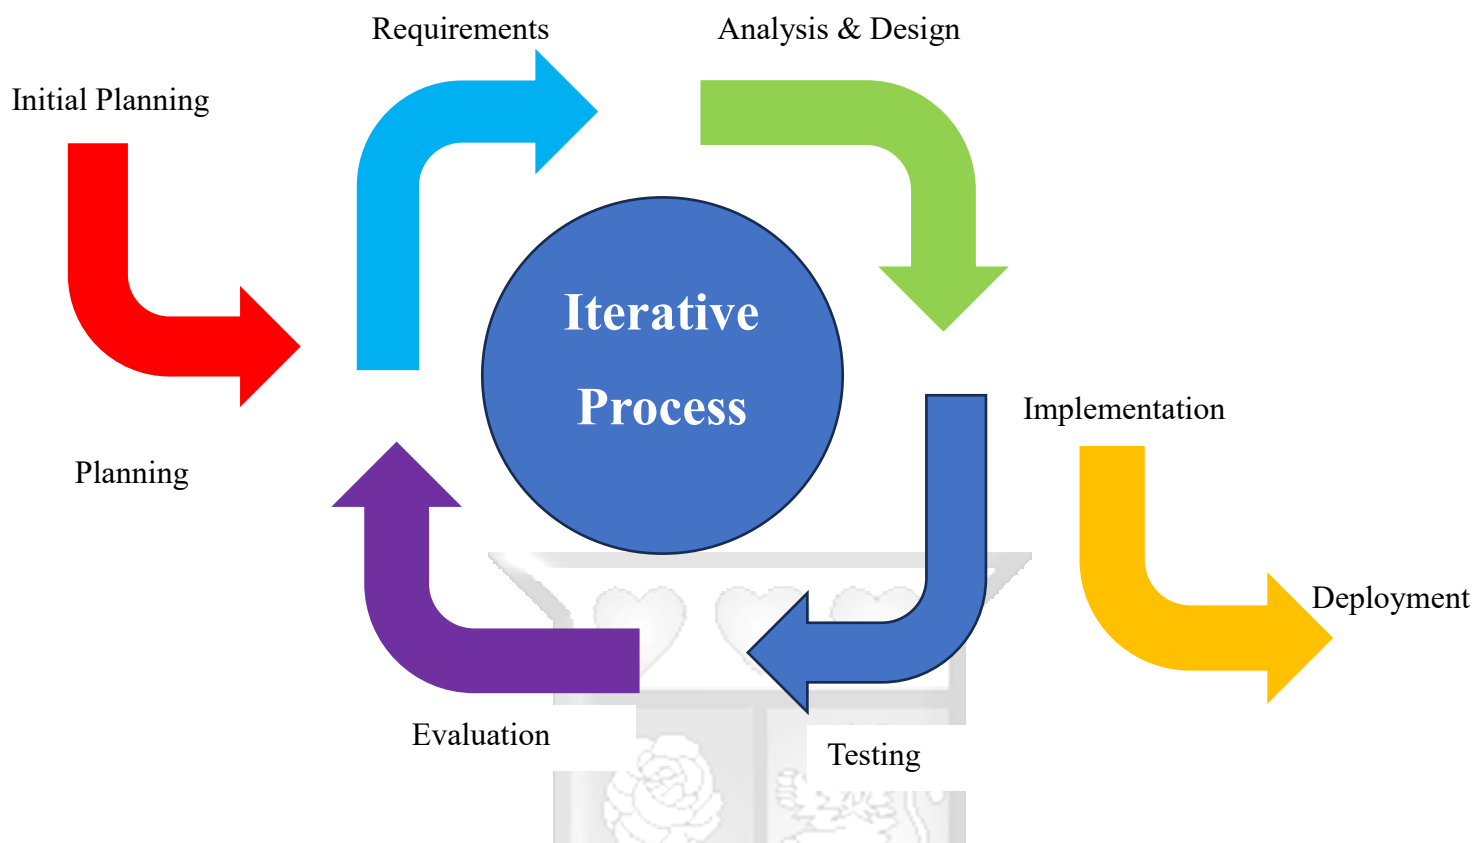 Requirements
Analysis & Design
Initial Planning
Iterative
Process
Implementation
Planning
Deployment
Evaluation
Testing